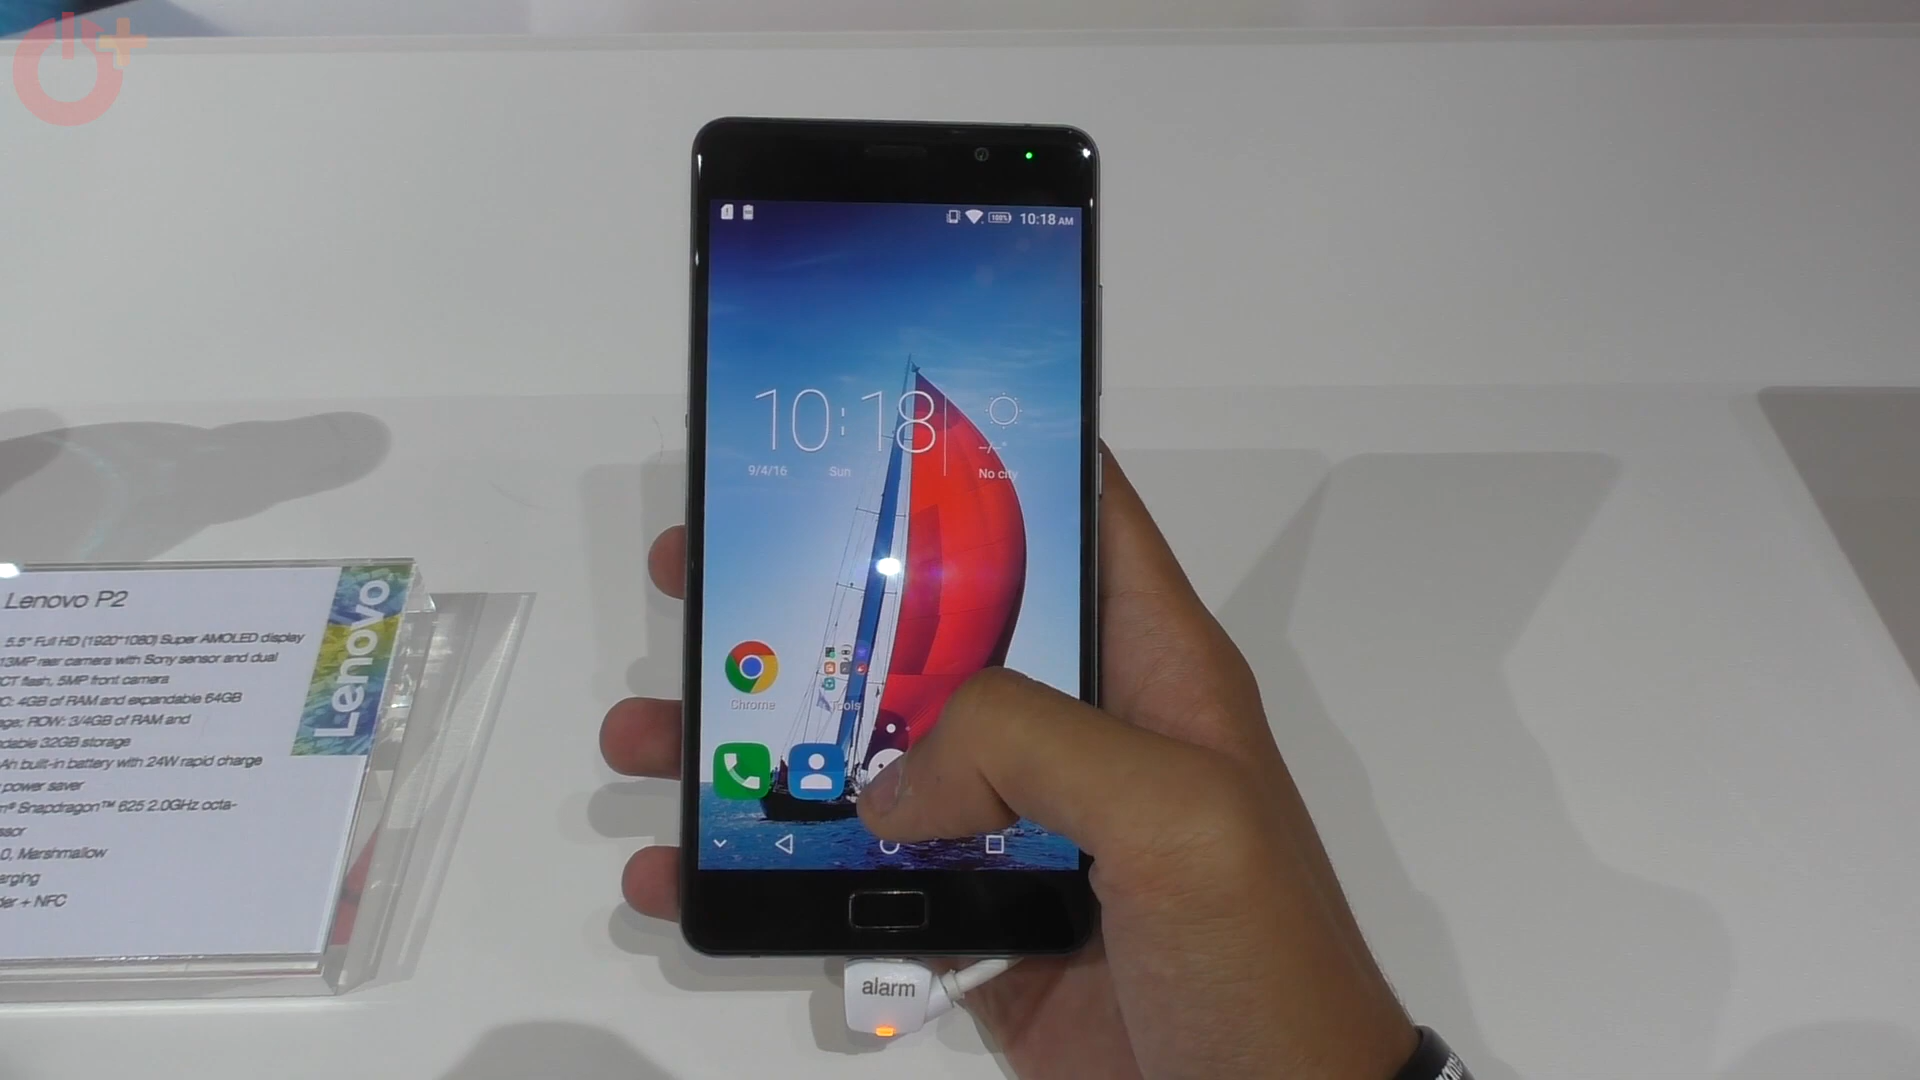 10:18 AM
10:18
9/4/16 Sun
No city
Chrome
Tools
alarm
Lenovo P2
5.5" Full HD (1920*1080) Super AMOLED display
13MP rear camera with Sony sensor and dual
CT flash, 5MP front camera
C: 4GB of RAM and expandable 64GB
age; ROW: 3/4GB of RAM and
ndable 32GB storage
Ah built-in battery with 24W rapid charge
power saver
m® Snapdragon™ 625 2.0GHz octa-
ssor
.0, Marshmallow
arging
der + NFC
Lenovo